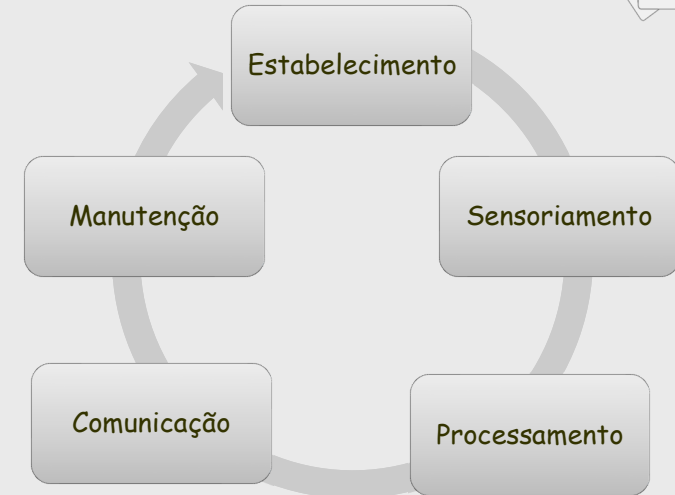 Estabelecimento
Manutenção
Sensoriamento
Comunicação
Processamento